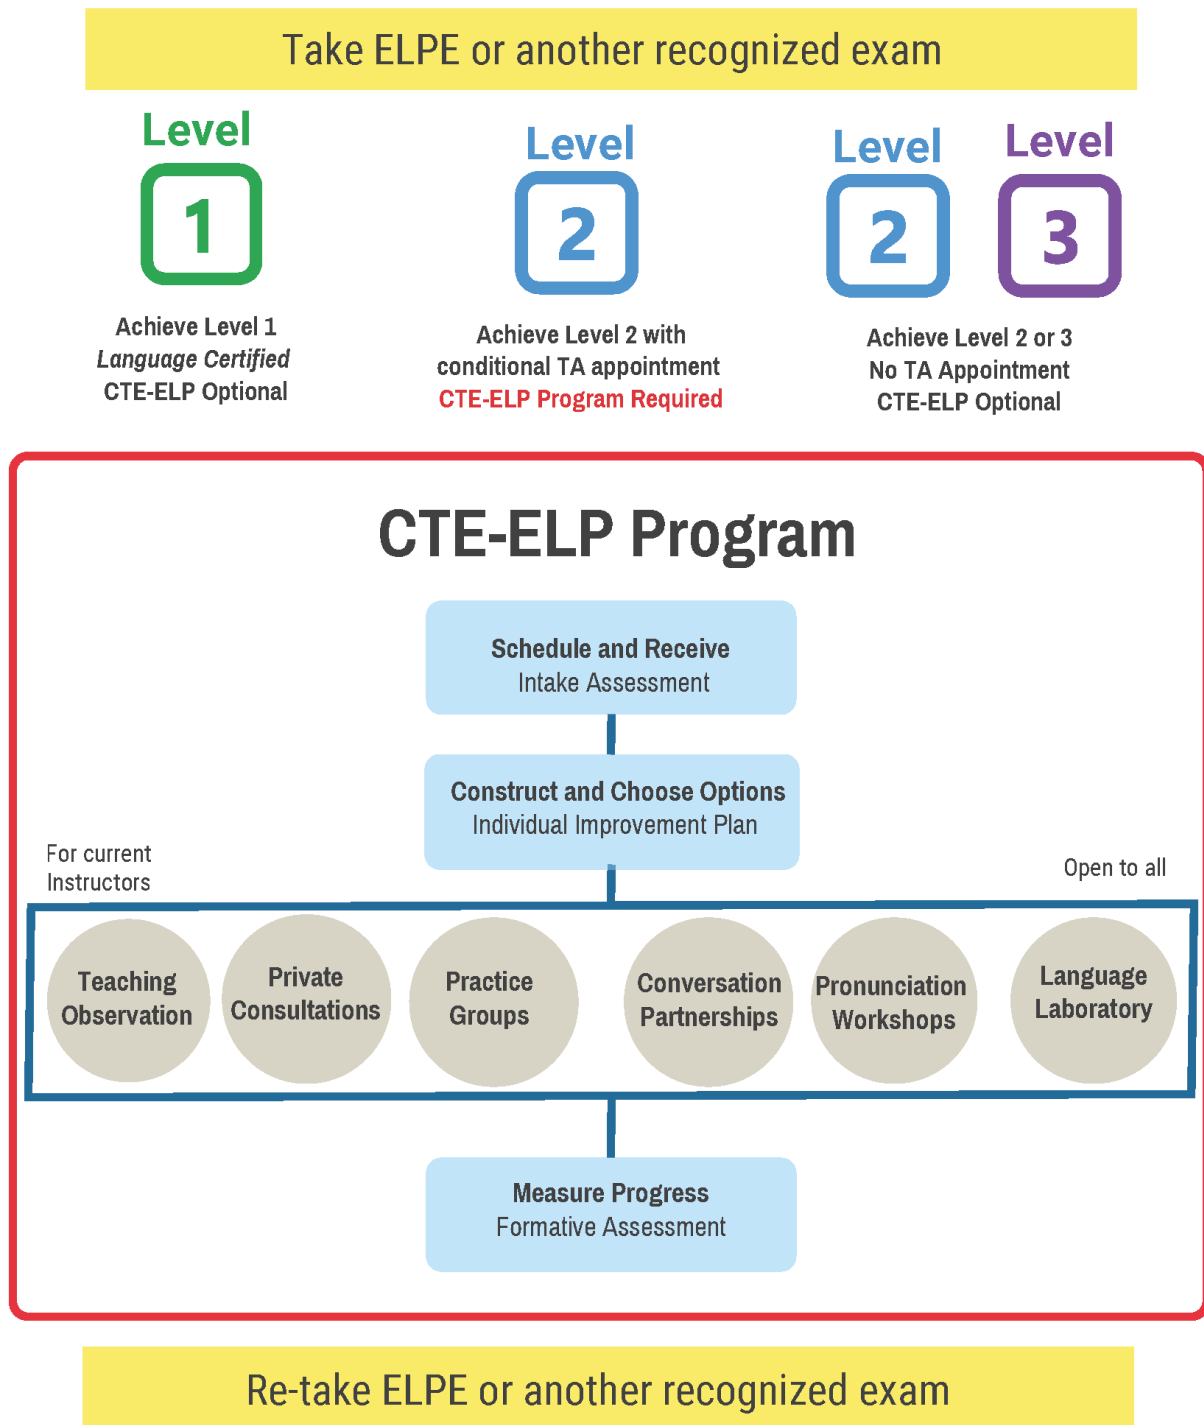 Take ELPE or another recognized exam
Level
1
Achieve Level 1
Language Certified
CTE-ELP Optional
Level
2
Achieve Level 2 with
conditional TA appointment
CTE-ELP Program Required
Level
2
Level
3
Achieve Level 2 or 3
No TA Appointment
CTE-ELP Optional
CTE-ELP Program
Schedule and Receive
Intake Assessment
Construct and Choose Options
Individual Improvement Plan
For current
Instructors
Open to all
Teaching
Observation
Private
Consultations
Practice
Groups
Conversation
Partnerships
Pronunciation
Workshops
Language
Laboratory
Measure Progress
Formative Assessment
Re-take ELPE or another recognized exam